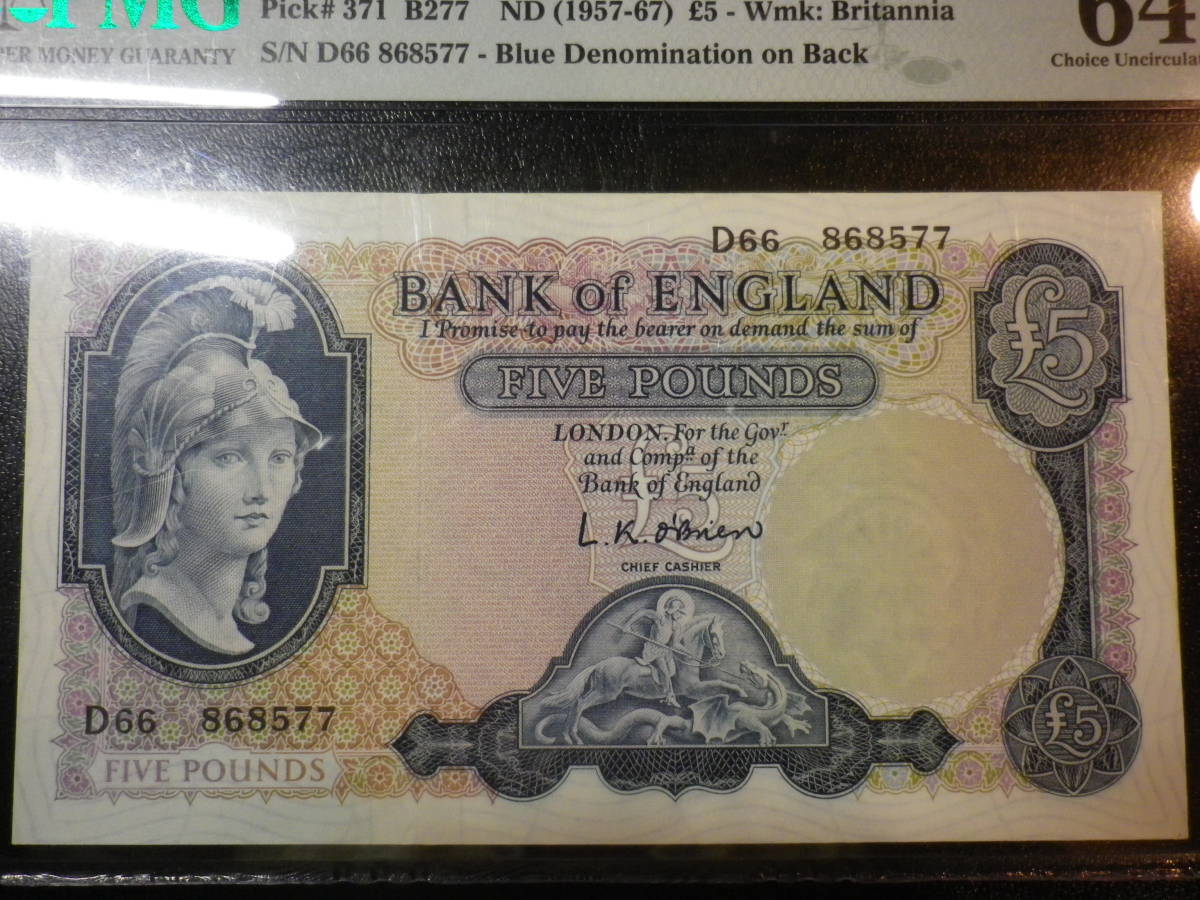 PMG
Pick# 371 B277 ND (1957-67) £5 - Wmk: Britannia
64
MONEY GUARANTY
S/N D66 868577 - Blue Denomination on Back
Choice
D66 868577
BANK of ENGLAND
I Promise to pay the bearer on demand the sum of
£5
FIVE POUNDS
LONDON. For the Govr
and Compa of the
Bank of England
£5
L. K. O'Brien
CHIEF CASHIER
D66 868577
£5
FIVE POUNDS